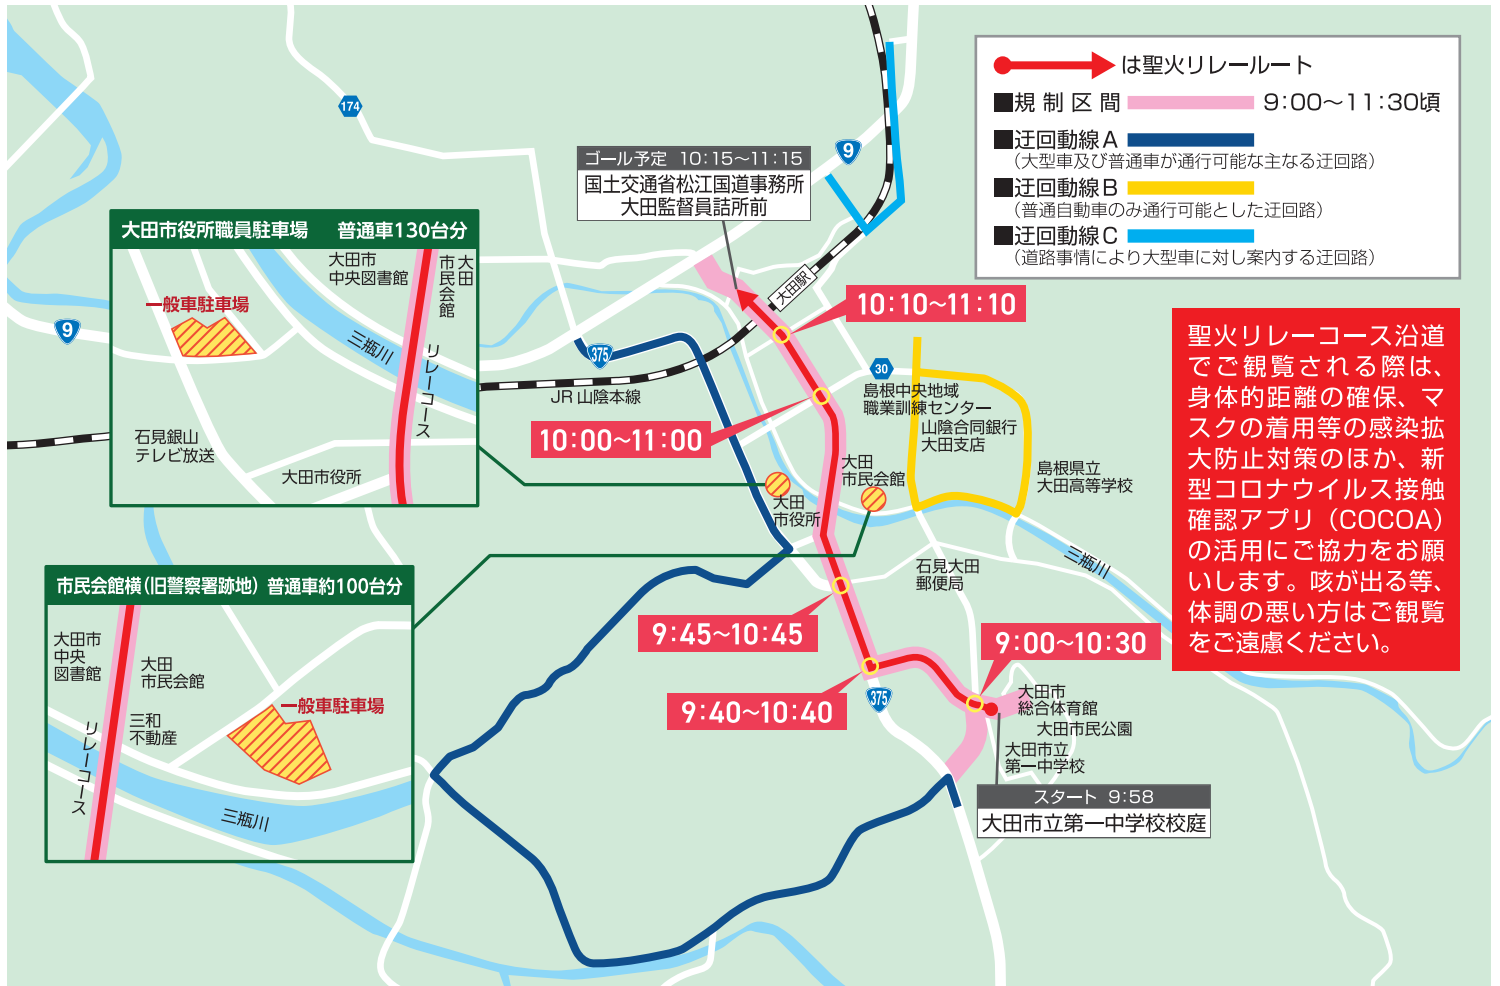 は聖火リレールート
■規制区間 9:00〜11:30頃
■迂回動線A
（大型車及び普通車が通行可能な主なる迂回路）
■迂回動線B
（普通自動車のみ通行可能とした迂回路）
■迂回動線C
（道路事情により大型車に対し案内する迂回路）
174
9
ゴール予定 10:15〜11:15
国土交通省松江国道事務所
大田監督員詰所前
大田市役所職員駐車場 普通車130台分
大田市
中央図書館
大田
市民会館
一般車駐車場
三瓶川
リレーコース
石見銀山
テレビ放送
大田市役所
9
大田駅
10:10〜11:10
375
JR山陰本線
30
島根中央地域
職業訓練センター
山陰合同銀行
大田支店
10:00〜11:00
大田
市民会館
島根県立
大田高等学校
大田
市役所
三瓶川
石見大田
郵便局
聖火リレーコース沿道
でご観覧される際は、
身体的距離の確保、マ
スクの着用等の感染拡
大防止対策のほか、新
型コロナウイルス接触
確認アプリ（COCOA）
の活用にご協力をお願
いします。咳が出る等、
体調の悪い方はご観覧
をご遠慮ください。
市民会館横（旧警察署跡地） 普通車約100台分
大田市
中央
図書館
大田
市民会館
三和
不動産
一般車駐車場
リレーコース
三瓶川
9:45〜10:45
9:00〜10:30
9:40〜10:40
375
大田市
総合体育館
大田市民公園
大田市立
第一中学校
スタート 9:58
大田市立第一中学校校庭